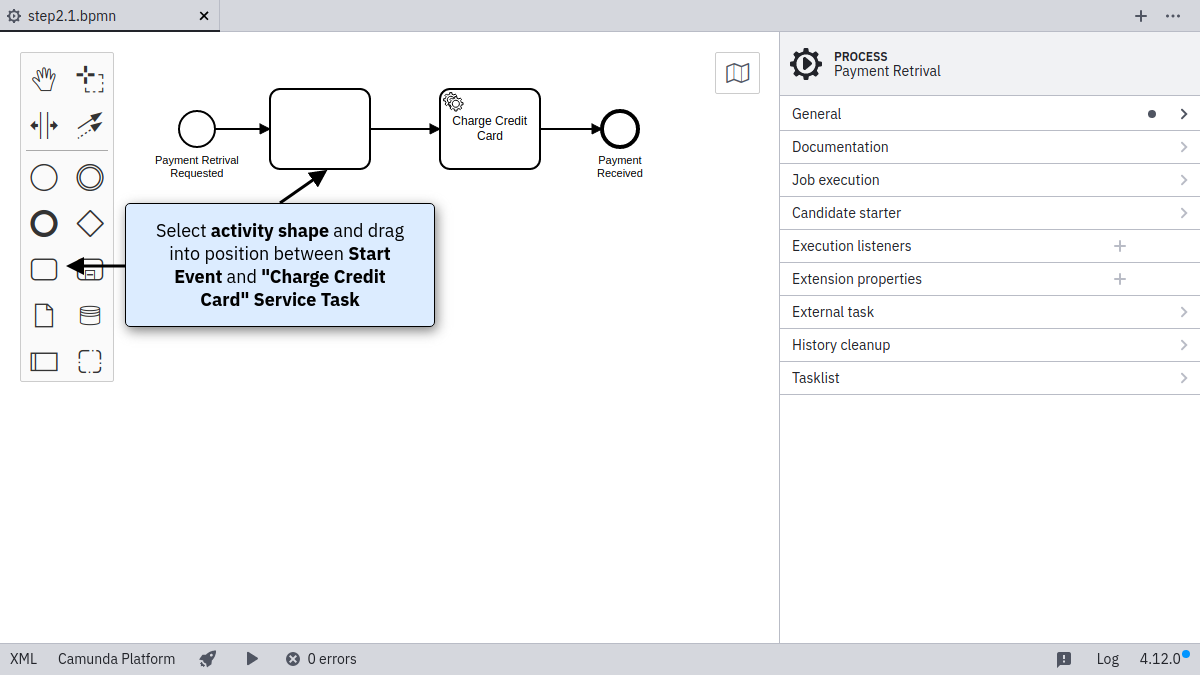 step2.1.bpmn
PROCESS
Payment Retrival
Charge Credit
Card
Payment Retrival
Requested
Payment
Received
Select activity shape and drag
into position between Start
Event and "Charge Credit
Card" Service Task
General
Documentation
Job execution
Candidate starter
Execution listeners
Extension properties
External task
History cleanup
Tasklist
XML
Camunda Platform
0 errors
Log
4.12.0